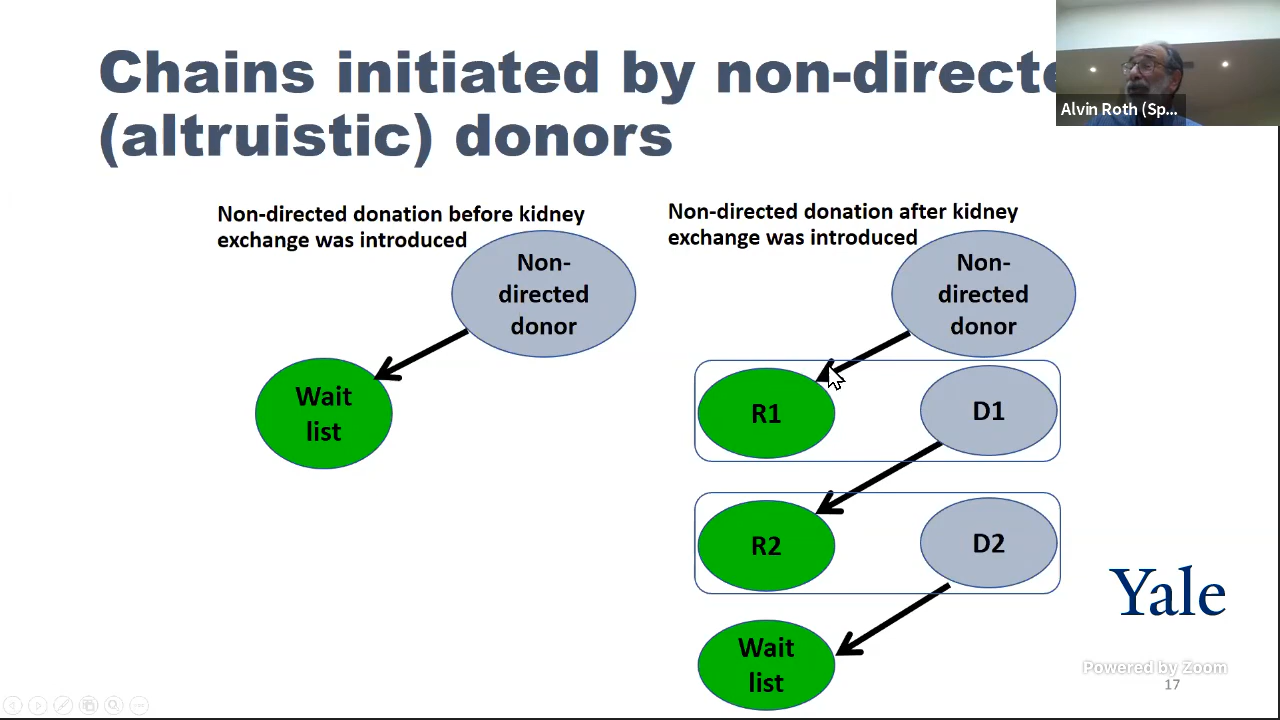 Chains initiated by non-directe
(altruistic) donors
Alvin Roth (Sp...
Non-directed donation before kidney
exchange was introduced
Non-
directed
donor
Wait
list
Non-directed donation after kidney
exchange was introduced
Non-
directed
donor
R1
D1
R2
D2
Wait
list
Yale
Powered by Zoom
17